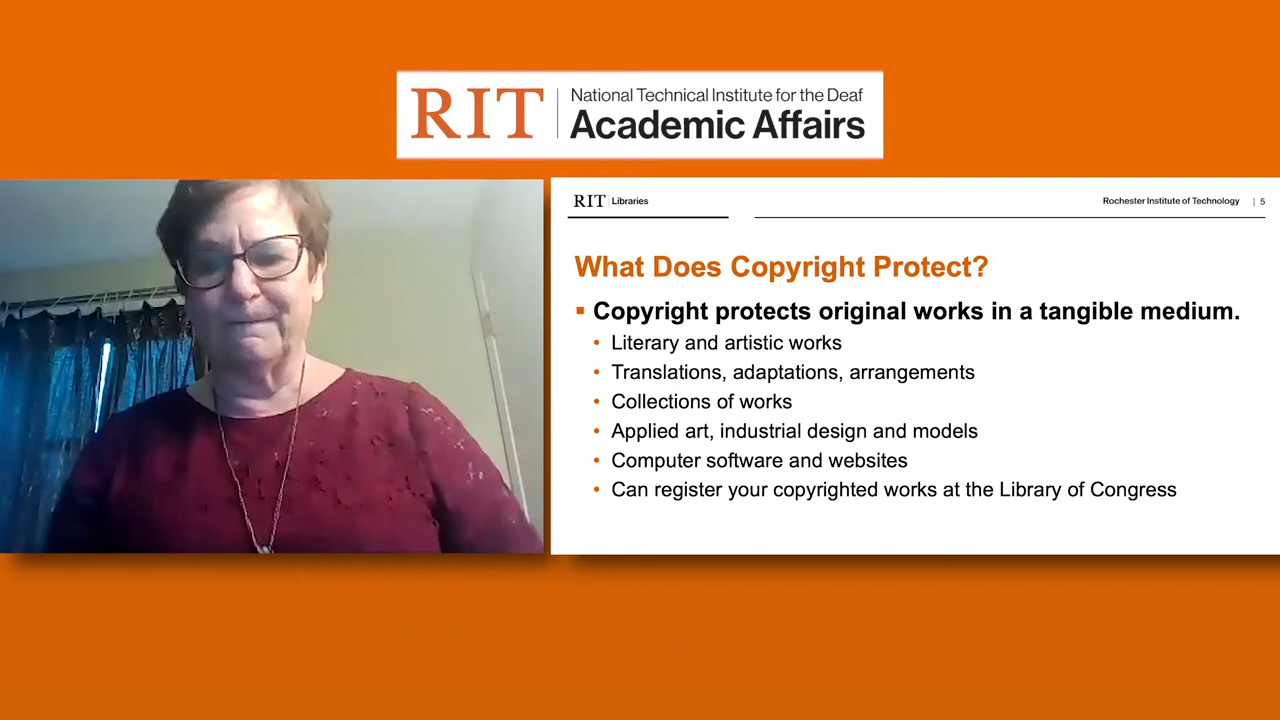 RIT National Technical Institute for the Deaf
Academic Affairs
RIT Libraries
Rochester Institute of Technology | 5
What Does Copyright Protect?
▪ Copyright protects original works in a tangible medium.
• Literary and artistic works
• Translations, adaptations, arrangements
• Collections of works
• Applied art, industrial design and models
• Computer software and websites
• Can register your copyrighted works at the Library of Congress